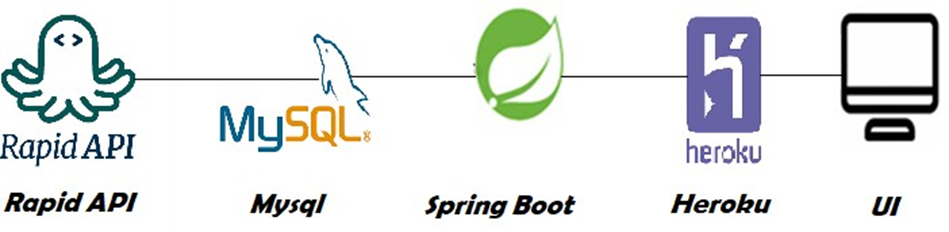 < >
Rapid API
MySQL®
heroku
Rapid API
Mysql
Spring Boot
Heroku
UI